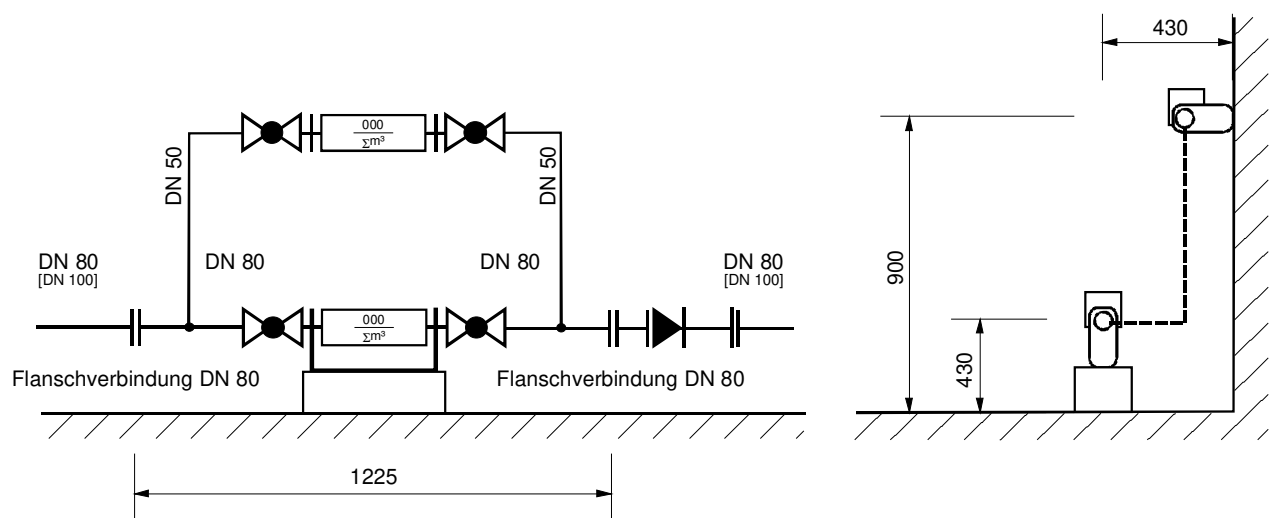 430
000
Σm³
DN 50
DN 50
DN 80
[DN 100]
DN 80
DN 80
DN 80
[DN 100]
900
000
Σm³
430
Flanschverbindung DN 80
Flanschverbindung DN 80
1225